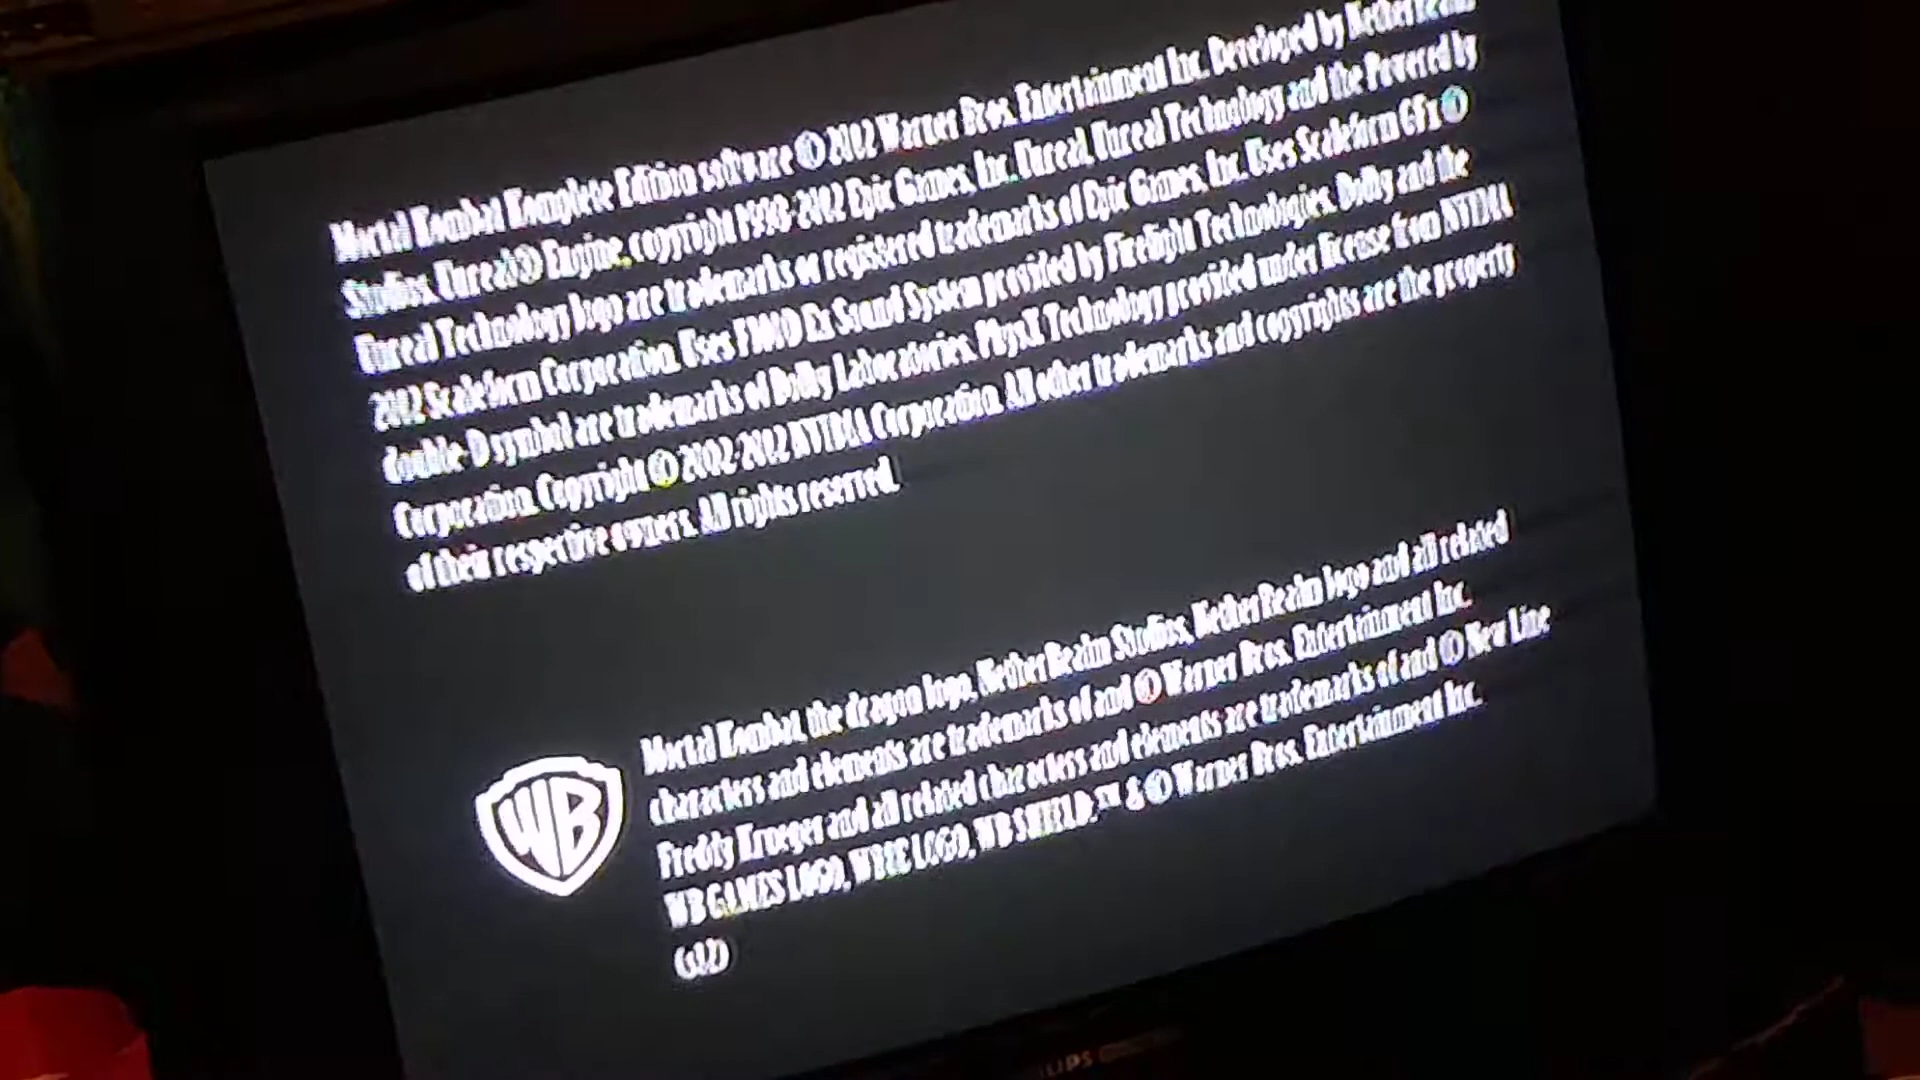 Mortal Kombat Komplete Edition software © 2012 Warner Bros. Entertainment Inc. Developed by NetherRealm
Studios. Unreal® Engine, copyright 1998-2012 Epic Games, Inc. Unreal, Unreal Technology and the Powered by
Unreal Technology logo are trademarks or registered trademarks of Epic Games, Inc. Uses Scaleform GFx ©
2012 Scaleform Corporation. Uses FMOD Ex Sound System provided by Firelight Technologies. Dolby and the
double-D symbol are trademarks of Dolby Laboratories. PhysX Technology provided under license from NVIDIA
Corporation. Copyright © 2002-2012 NVIDIA Corporation. All other trademarks and copyrights are the property
of their respective owners. All rights reserved.
Mortal Kombat, the dragon logo, NetherRealm Studios, NetherRealm logo and all related
characters and elements are trademarks of and © Warner Bros. Entertainment Inc.
Freddy Krueger and all related characters and elements are trademarks of and © New Line
WB GAMES LOGO, WBIE LOGO, WB SHIELD: ™ & © Warner Bros. Entertainment Inc.
(s12)
WB